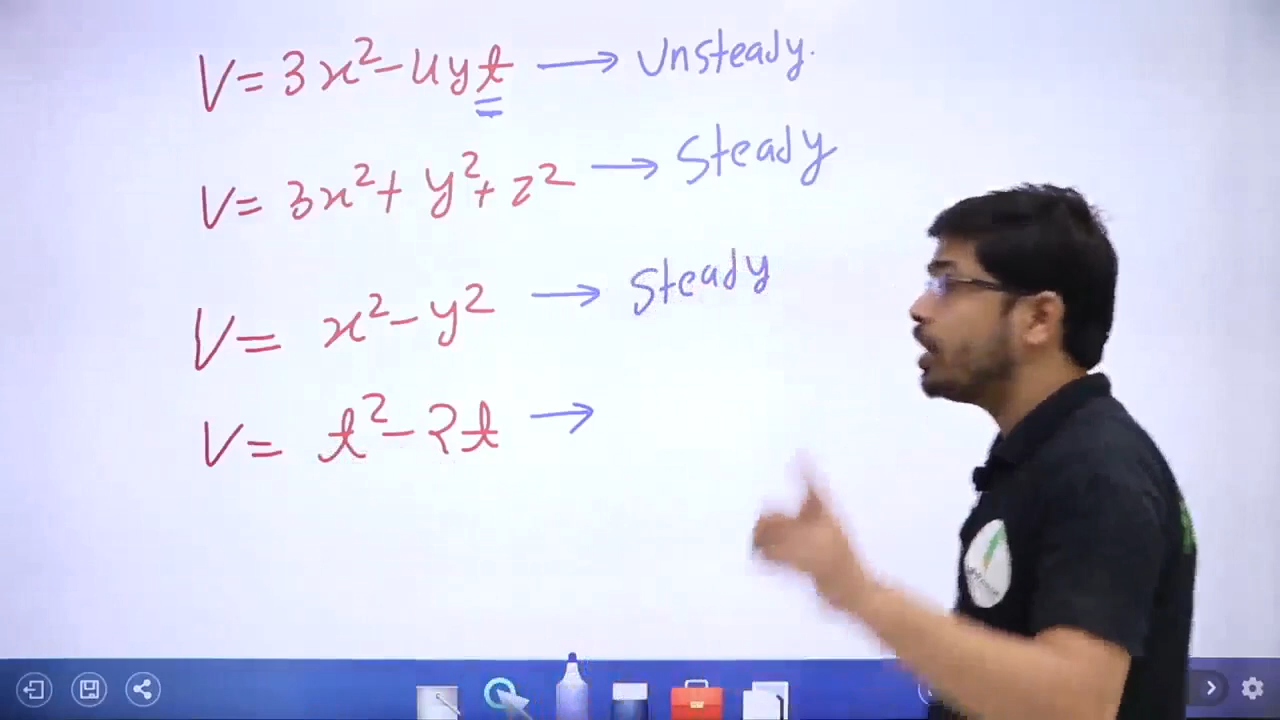 V = 3x² - 4yt → Unsteady.
V = 3x² + y² + z² → Steady
V = x² - y² → Steady
V = t² - 2t →